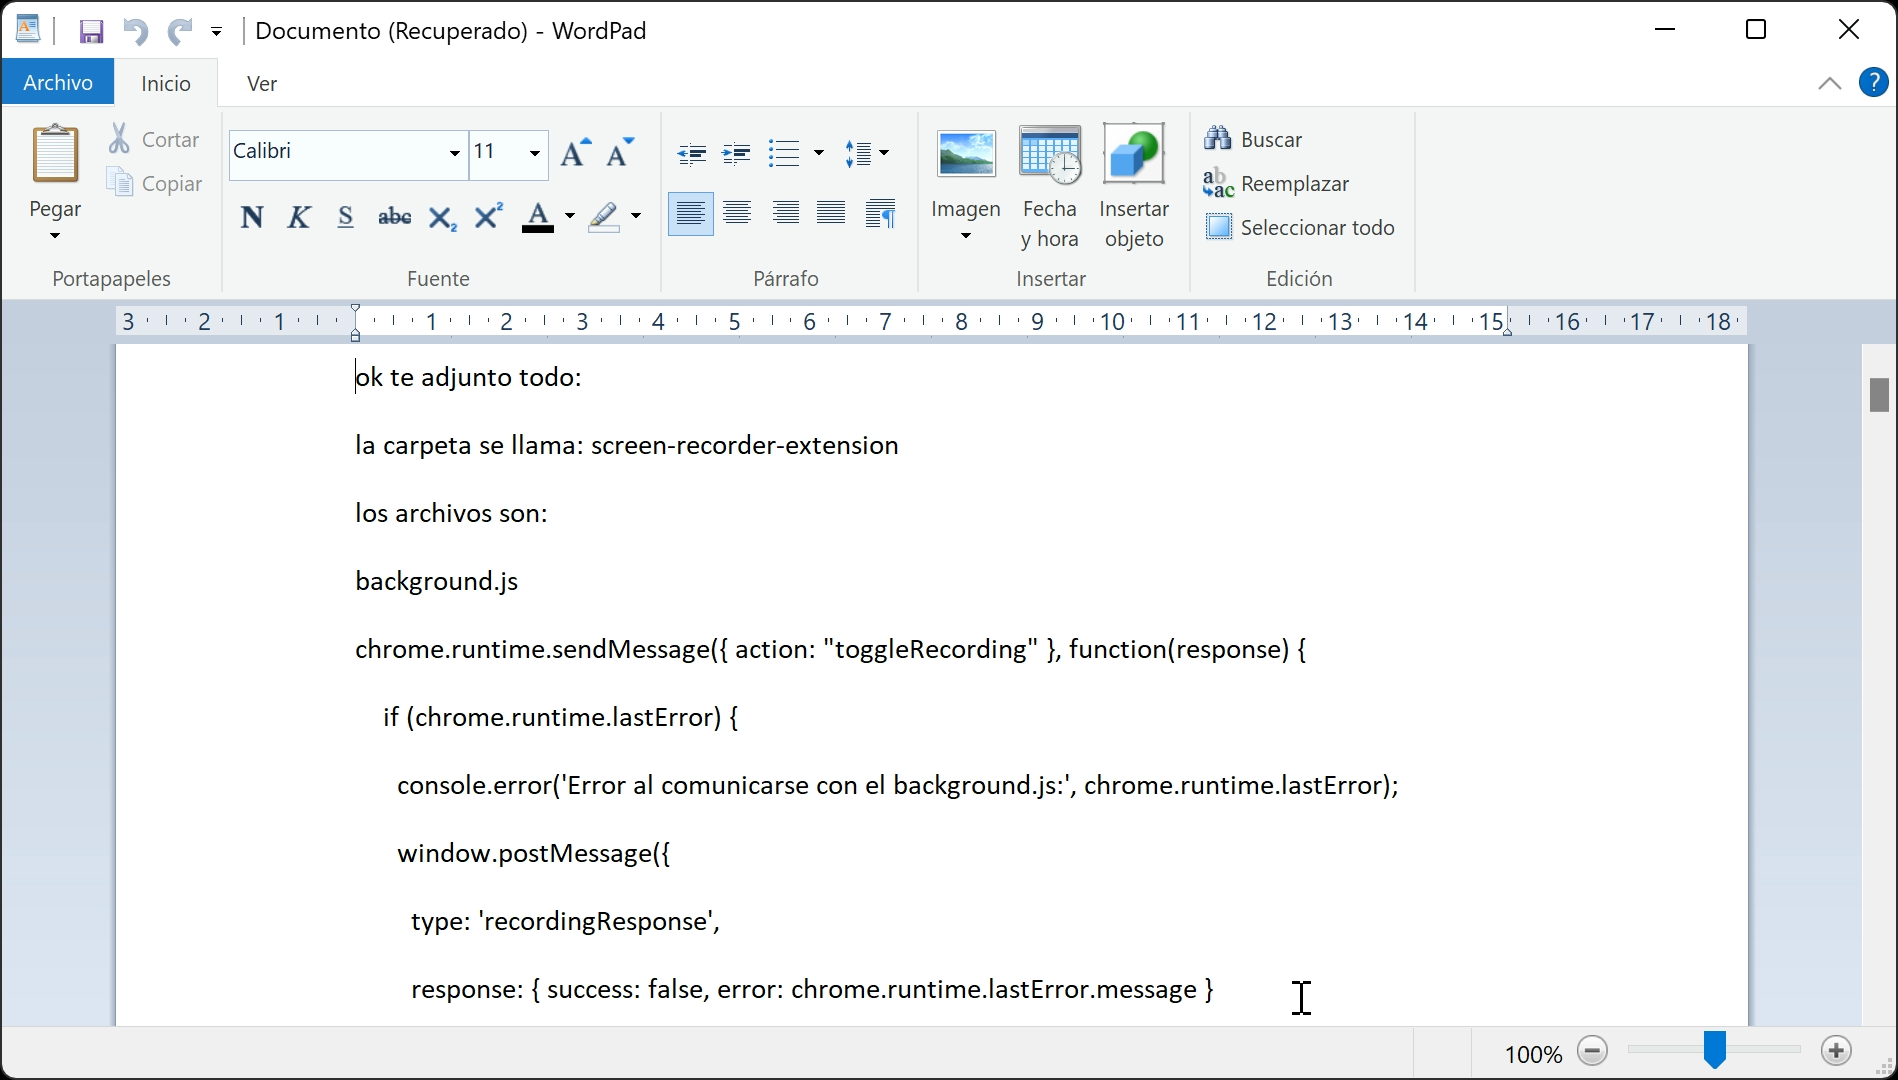 Documento (Recuperado) - WordPad
Archivo Inicio Ver
Pegar
Cortar
Copiar
Portapapeles
Calibri 11
N K S abc X₂ X² A
Fuente
Párrafo
Imagen
Fecha y hora
Insertar objeto
Insertar
Buscar
Reemplazar
Seleccionar todo
Edición
3 2 1 1 2 3 4 5 6 7 8 9 10 11 12 13 14 15 16 17 18
ok te adjunto todo:
la carpeta se llama: screen-recorder-extension
los archivos son:
background.js
chrome.runtime.sendMessage({ action: "toggleRecording" }, function(response) {
if (chrome.runtime.lastError) {
console.error('Error al comunicarse con el background.js:', chrome.runtime.lastError);
window.postMessage({
type: 'recordingResponse',
response: { success: false, error: chrome.runtime.lastError.message }
100%